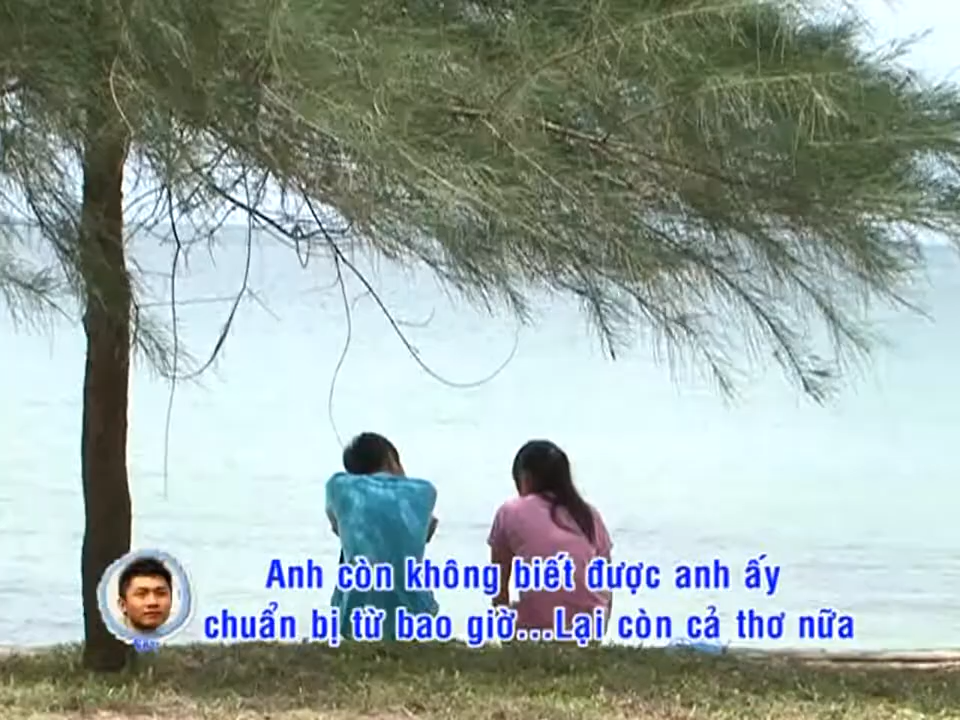 Anh còn không biết được anh ấy
chuẩn bị từ bao giờ...Lại còn cả thơ nữa